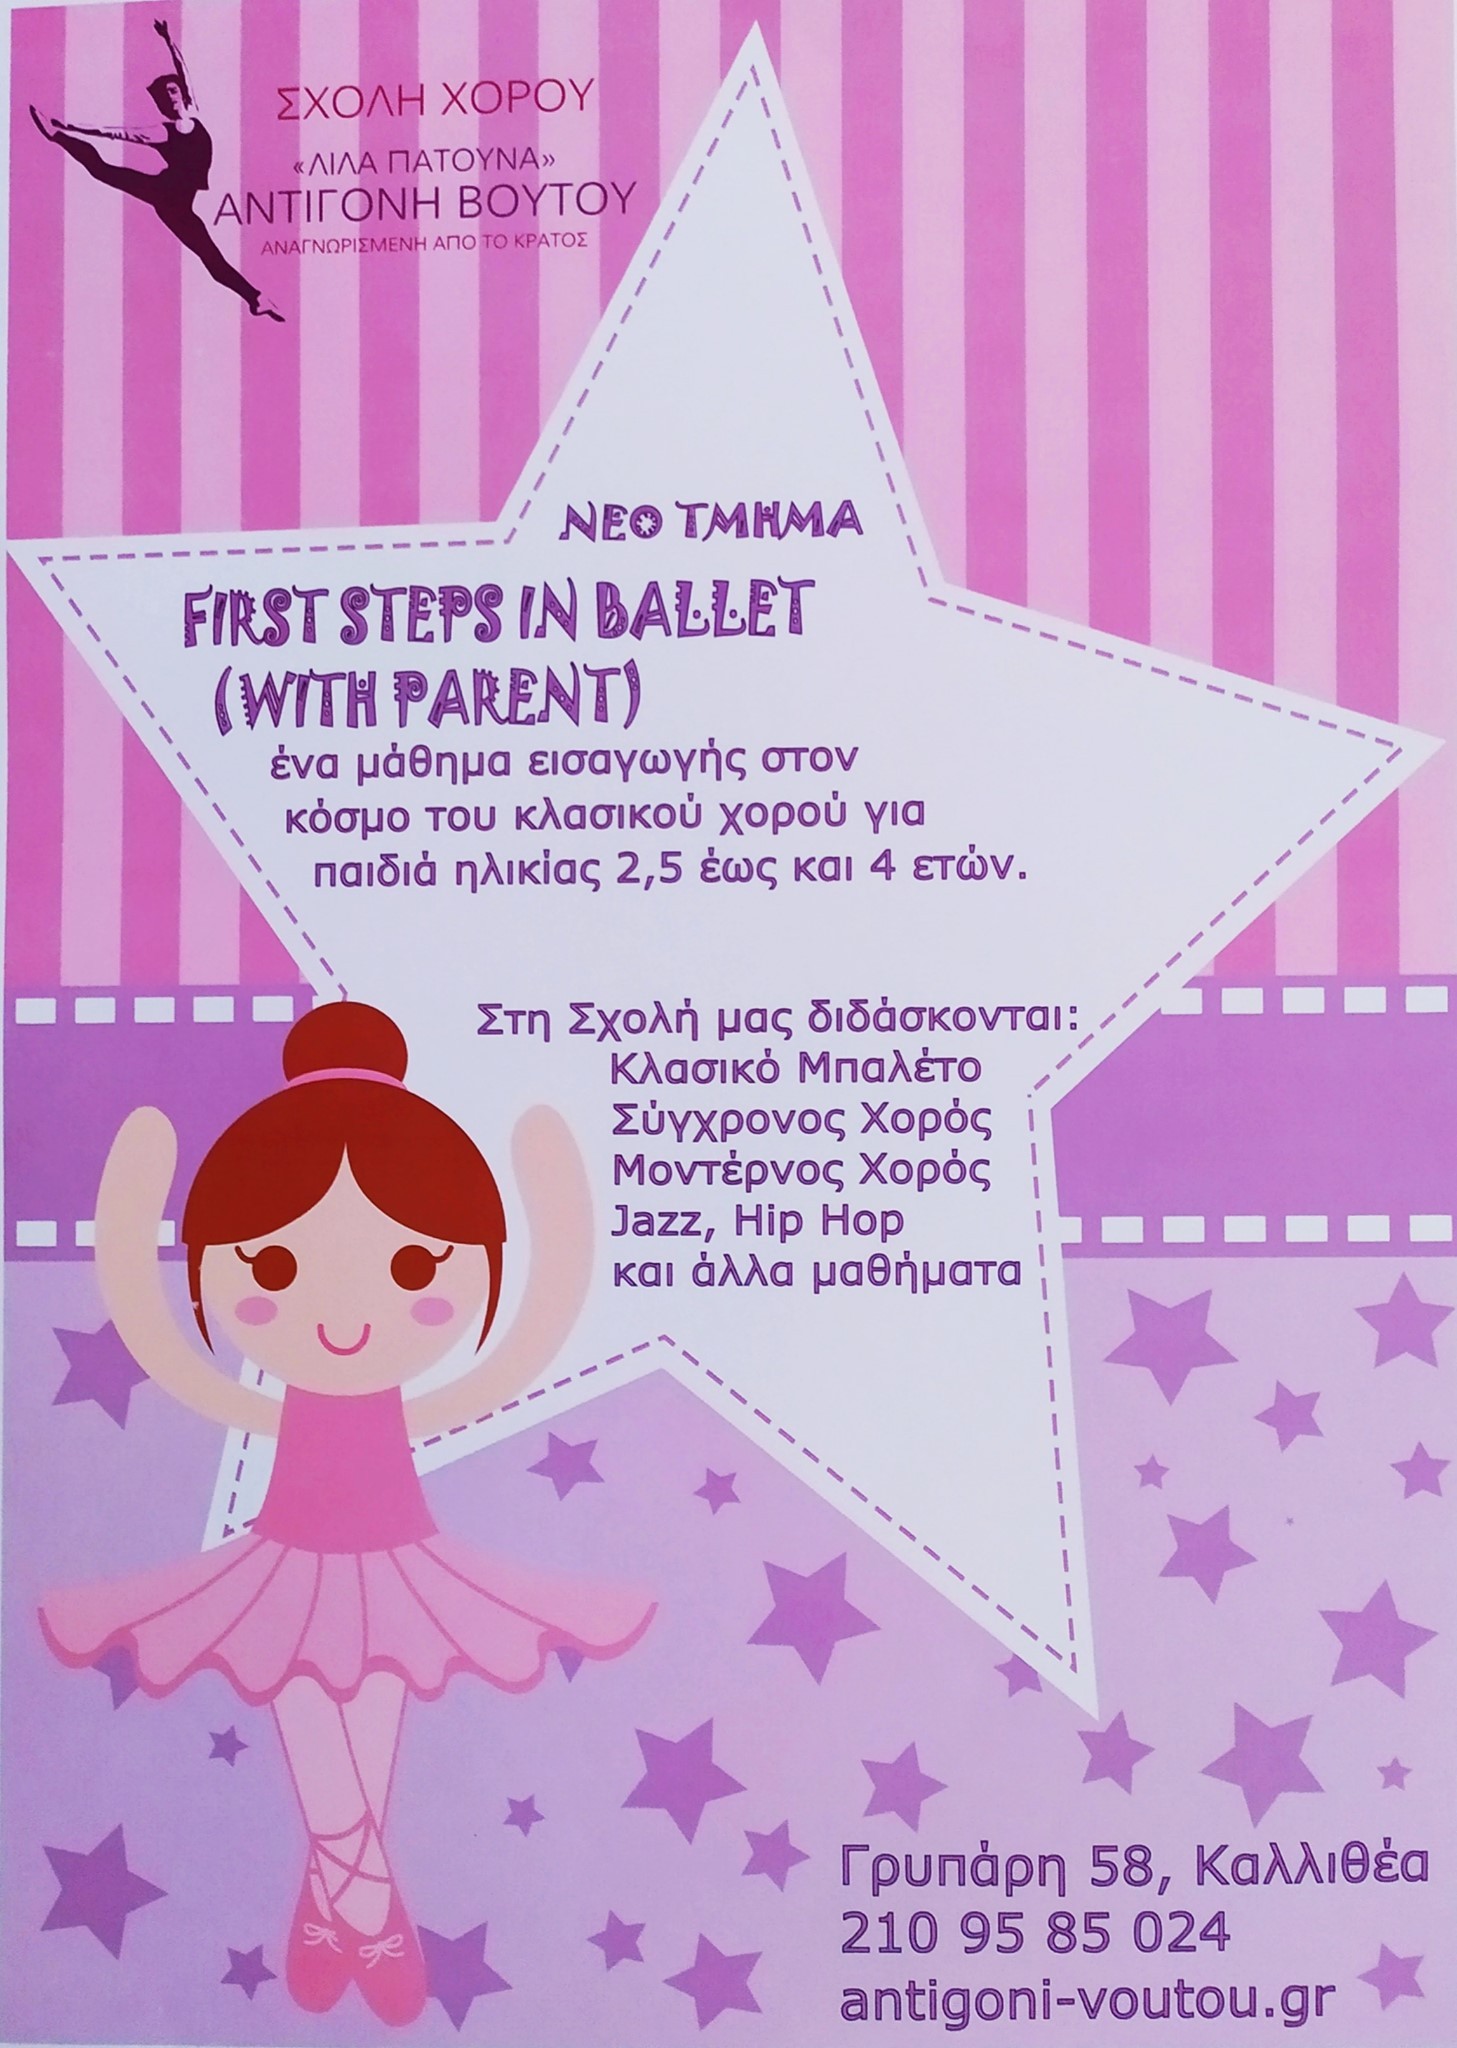 ΣΧΟΛΗ ΧΟΡΟΥ
«ΛΙΛΑ ΠΑΤΟΥΝΑ»
ΑΝΤΙΓΟΝΗ ΒΟΥΤΟΥ
ΑΝΑΓΝΩΡΙΣΜΕΝΗ ΑΠΟ ΤΟ ΚΡΑΤΟΣ
ΝΕΟ ΤΜΗΜΑ
FIRST STEPS IN BALLET
(WITH PARENT)
ένα μάθημα εισαγωγής στον
κόσμο του κλασικού χορού για
παιδιά ηλικίας 2,5 έως και 4 ετών.
Στη Σχολή μας διδάσκονται:
Κλασικό Μπαλέτο
Σύγχρονος Χορός
Μοντέρνος Χορός
Jazz, Hip Hop
και άλλα μαθήματα
Γρυπάρη 58, Καλλιθέα
210 95 85 024
antigoni-voutou.gr